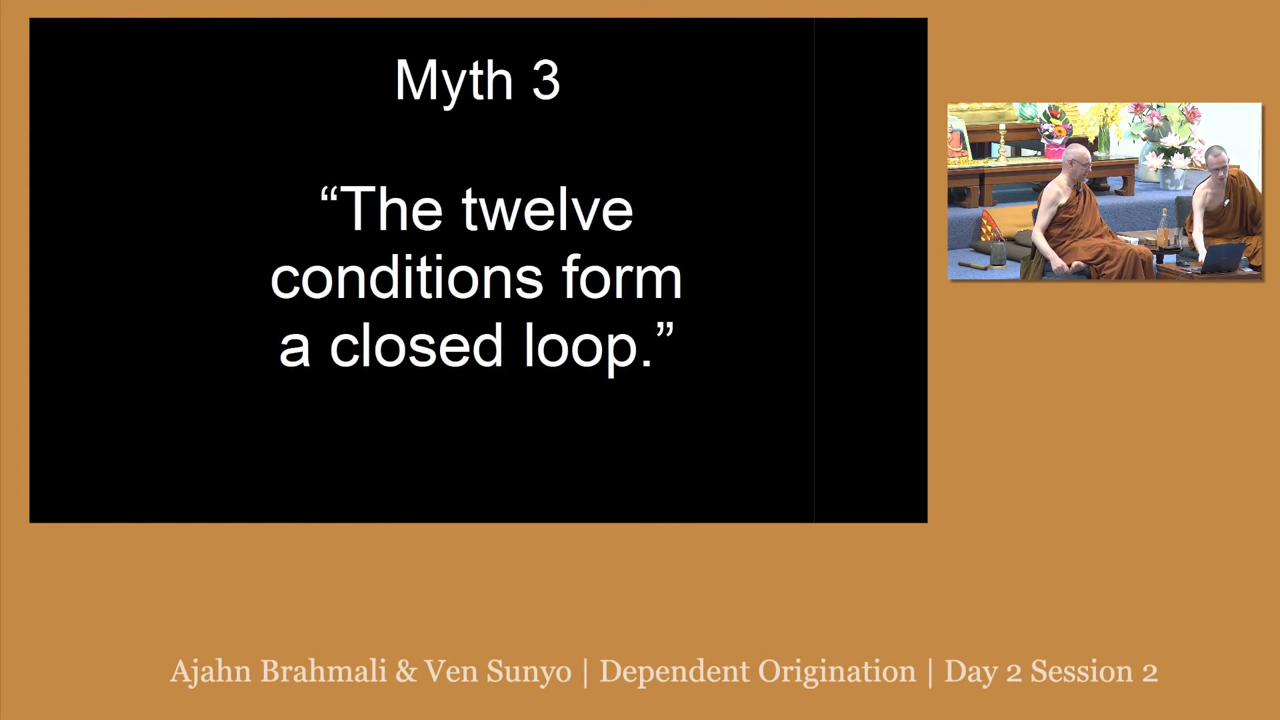 Myth 3
“The twelve
conditions form
a closed loop.”
Ajahn Brahmali & Ven Sunyo | Dependent Origination | Day 2 Session 2